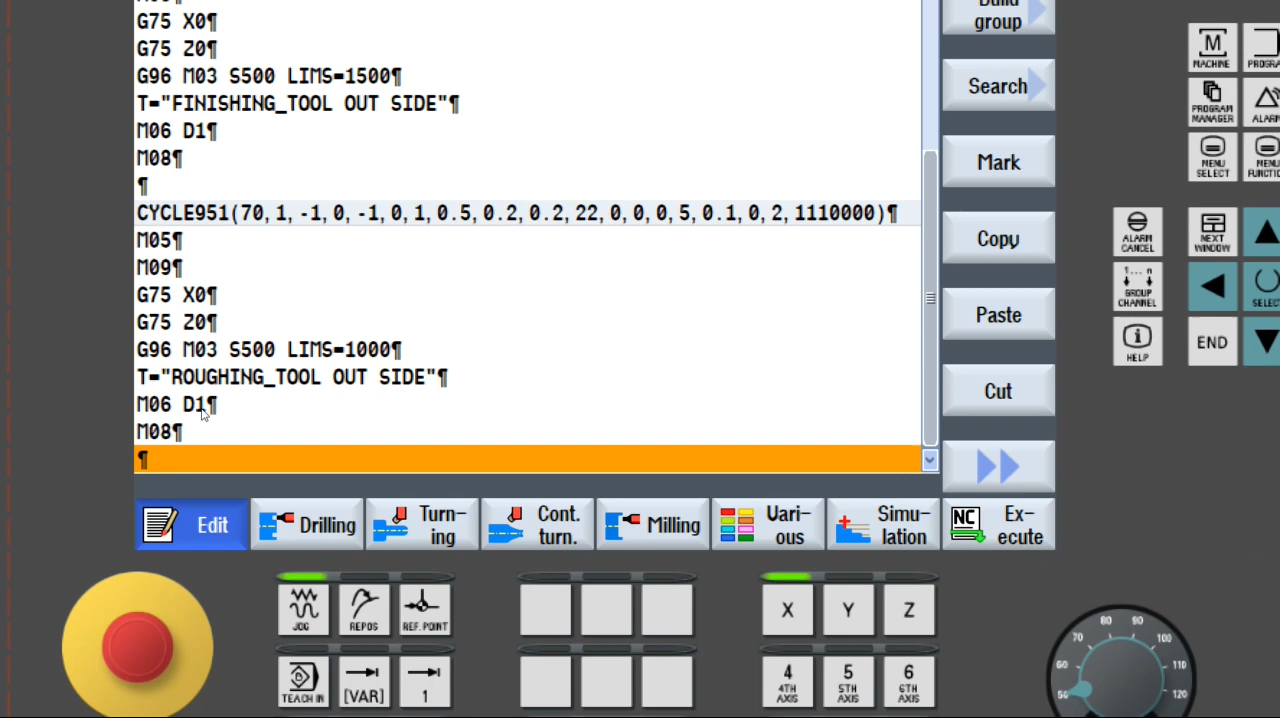 group
G75 X0¶
G75 Z0¶
G96 M03 S500 LIMS=1500¶
T="FINISHING_TOOL OUT SIDE"¶
M06 D1¶
M08¶
¶
CYCLE951(70,1,-1,0,-1,0,1,0.5,0.2,0.2,22,0,0,0,5,0.1,0,2,1110000)¶
M05¶
M09¶
G75 X0¶
G75 Z0¶
G96 M03 S500 LIMS=1000¶
T="ROUGHING_TOOL OUT SIDE"¶
M06 D1¶
M08¶
¶
Search
Mark
Copy
Paste
Cut
Edit
Drilling
Turn-
ing
Cont.
turn.
Milling
Vari-
ous
Simu-
lation
NC
Ex-
ecute
M
MACHINE
PROGRAM
MANAGER
MENU
SELECT
MENU
ALARM
CANCEL
NEXT
WINDOW
1... n
GROUP
CHANNEL
i
HELP
END
JOG
REPOS
REF. POINT
X
Y
Z
TEACH IN
[VAR]
1
4
4TH
AXIS
5
5TH
AXIS
6
6TH
AXIS
60
70
80
90
100
110
120